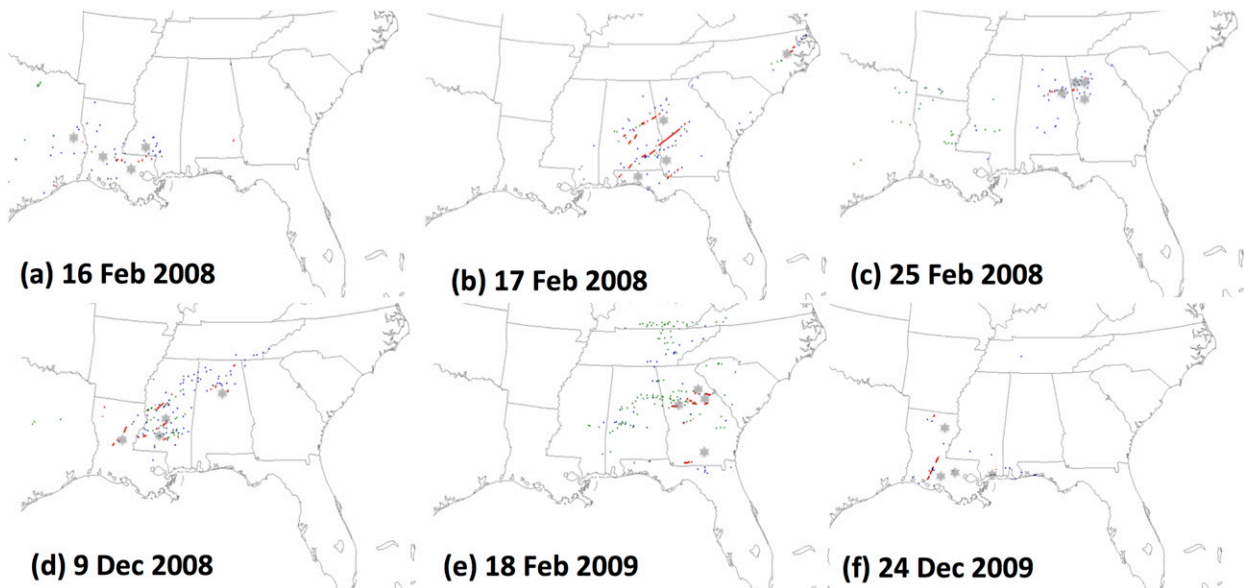 (a) 16 Feb 2008
(b) 17 Feb 2008
(c) 25 Feb 2008
(d) 9 Dec 2008
(e) 18 Feb 2009
(f) 24 Dec 2009